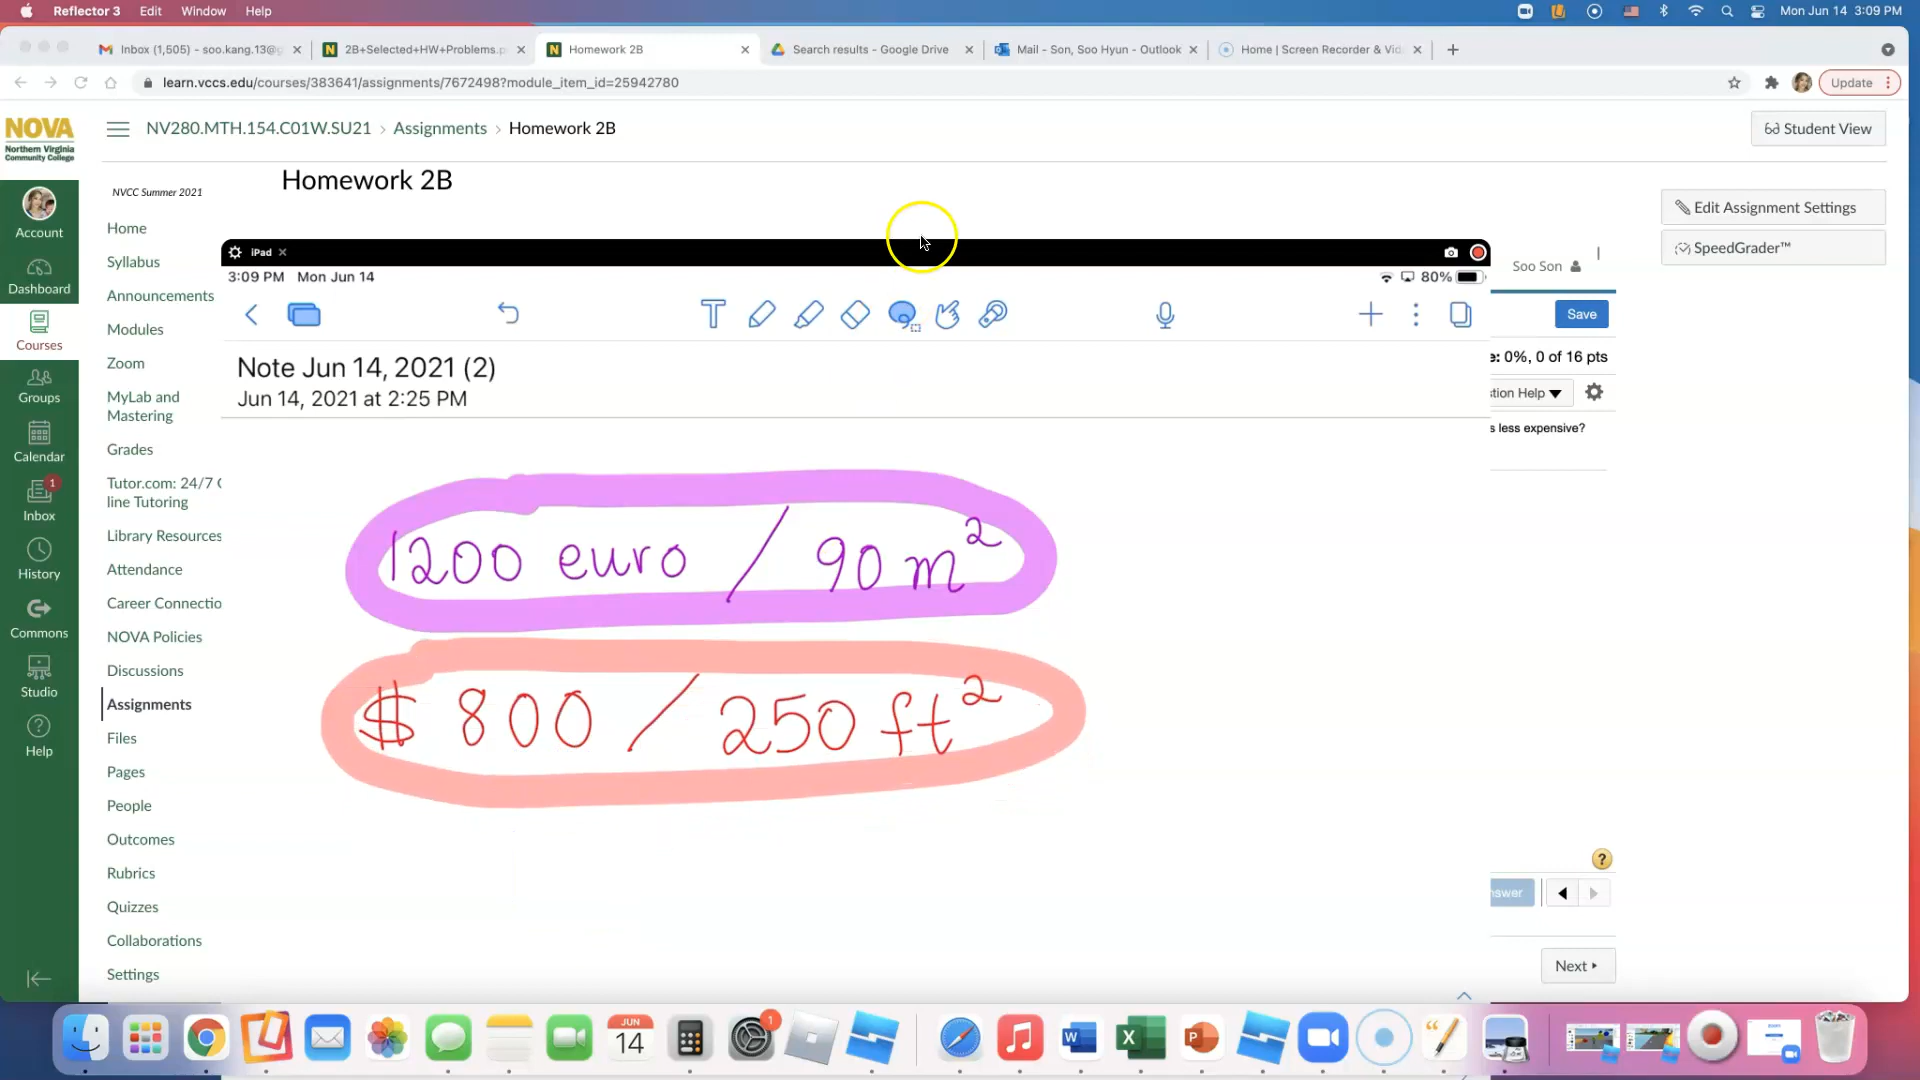 Reflector 3 Edit Window Help Mon Jun 14 3:09 PM
Inbox (1,505) - soo.kang.13@g 2B+Selected+HW+Problems.p Homework 2B Search results - Google Drive Mail - Son, Soo Hyun - Outlook Home | Screen Recorder & Vid
learn.vccs.edu/courses/383641/assignments/7672498?module_item_id=25942780 Update
NOVA
Northern Virginia
Community College
NV280.MTH.154.C01W.SU21 › Assignments › Homework 2B
Student View
NVCC Summer 2021
Homework 2B
Edit Assignment Settings
SpeedGrader™
Account
Dashboard
Courses
Groups
Calendar
1
Inbox
History
Commons
Studio
Help
Home
Syllabus
Announcements
Modules
Zoom
MyLab and
Mastering
Grades
Tutor.com: 24/7
line Tutoring
Library Resources
Attendance
Career Connectio
NOVA Policies
Discussions
Assignments
Files
Pages
People
Outcomes
Rubrics
Quizzes
Collaborations
Settings
iPad
3:09 PM Mon Jun 14 80%
Note Jun 14, 2021 (2)
Jun 14, 2021 at 2:25 PM
1200 euro / 90 m²
$ 800 / 250 ft²
Soo Son
Save
e: 0%, 0 of 16 pts
stion Help
s less expensive?
?
nswer
Next
JUN
14
1